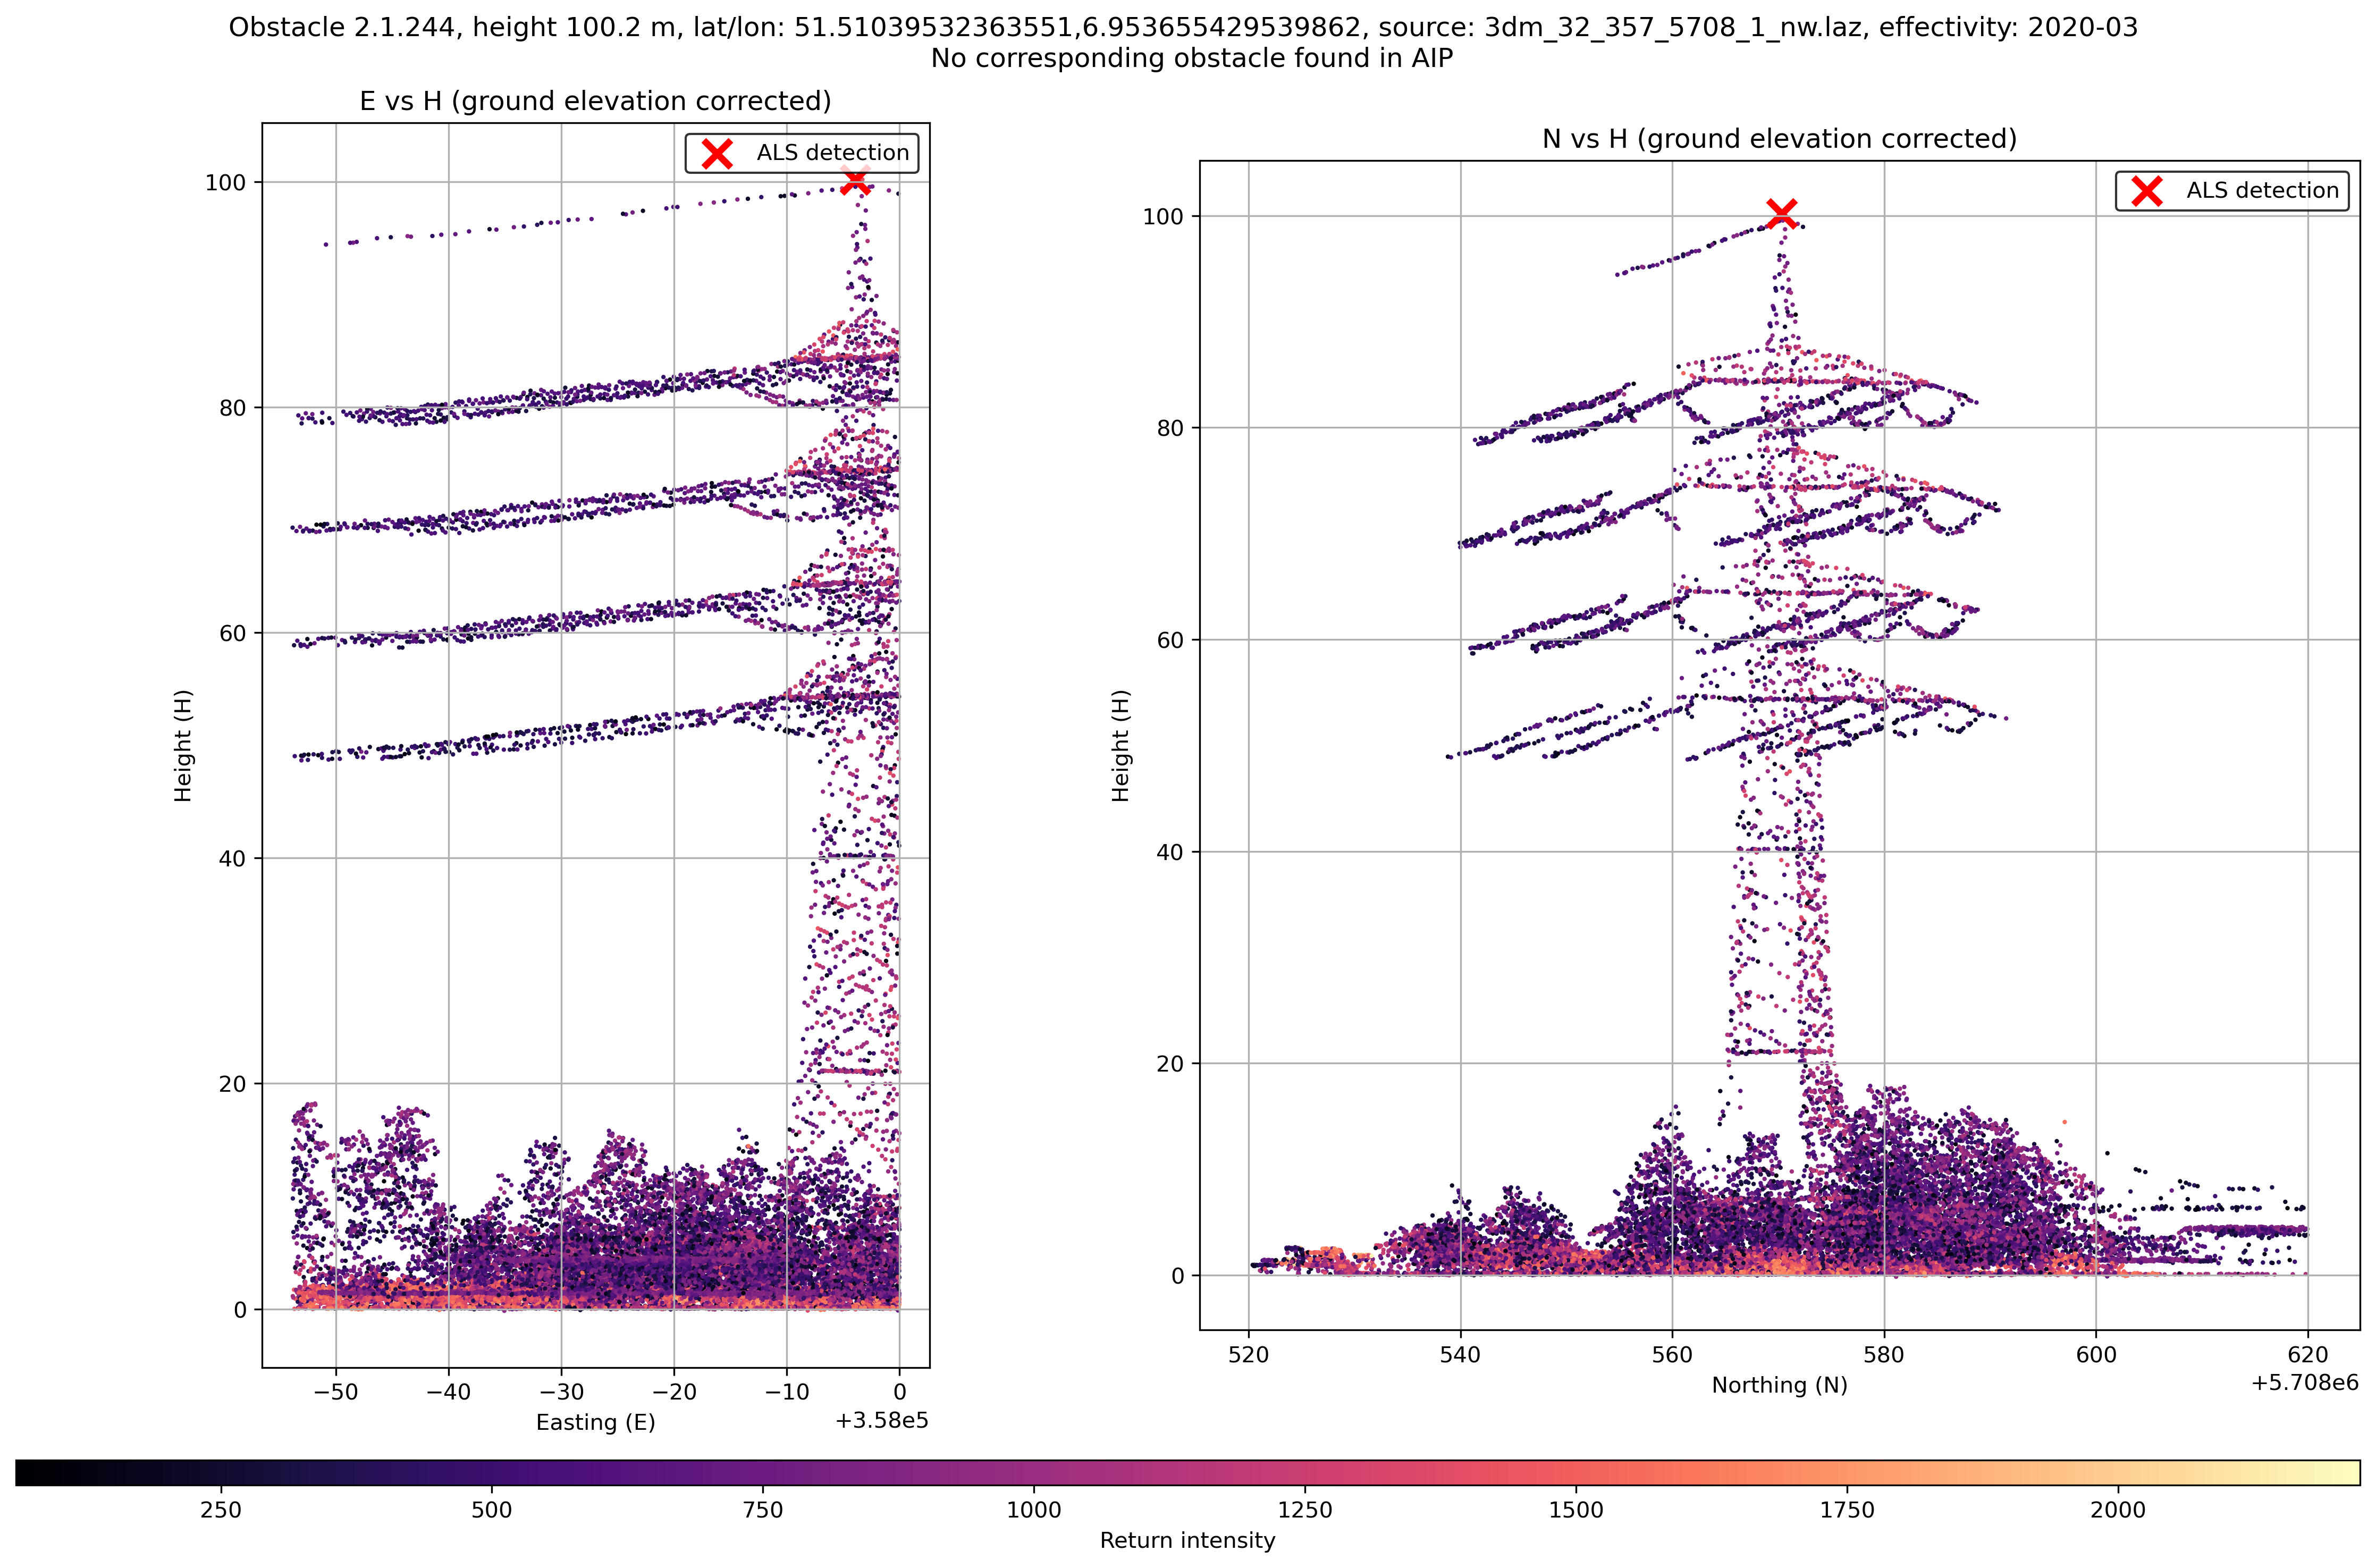 Obstacle 2.1.244, height 100.2 m, lat/lon: 51.51039532363551,6.953655429539862, source: 3dm_32_357_5708_1_nw.laz, effectivity: 2020-03
No corresponding obstacle found in AIP
E vs H (ground elevation corrected)
ALS detection
100
80
60
40
20
0
Height (H)
−50
−40
−30
−20
−10
0
+3.58e5
Easting (E)
N vs H (ground elevation corrected)
ALS detection
100
80
60
40
20
0
Height (H)
520
540
560
580
600
620
+5.708e6
Northing (N)
250
500
750
1000
1250
1500
1750
2000
Return intensity